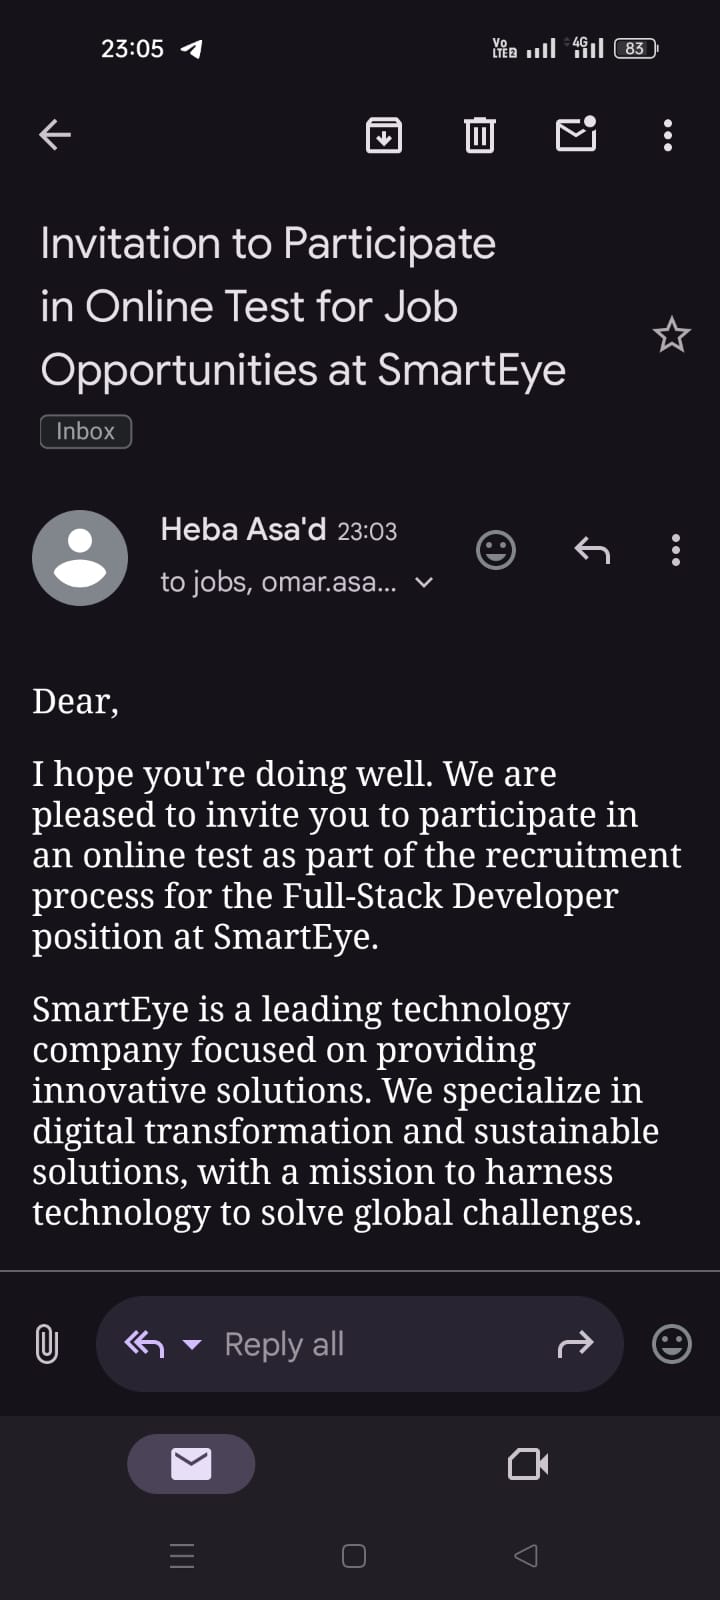 23:05
Vo LTE2 4G 83
Invitation to Participate
in Online Test for Job
Opportunities at SmartEye
Inbox
Heba Asa'd 23:03
to jobs, omar.asa...
Dear,
I hope you're doing well. We are
pleased to invite you to participate in
an online test as part of the recruitment
process for the Full-Stack Developer
position at SmartEye.
SmartEye is a leading technology
company focused on providing
innovative solutions. We specialize in
digital transformation and sustainable
solutions, with a mission to harness
technology to solve global challenges.
Reply all